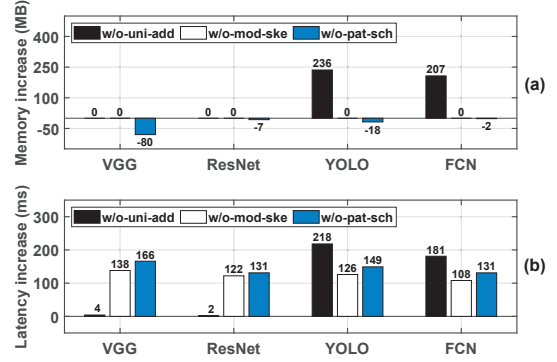 Memory increase (MB)
400
250
100
-50
w/o-uni-add w/o-mod-ske w/o-pat-sch
0 0 -80
0 0 -7
236 0 -18
207 0 -2
VGG ResNet YOLO FCN
(a)
Latency increase (ms)
300
200
100
0
w/o-uni-add w/o-mod-ske w/o-pat-sch
4 138 166
2 122 131
218 126 149
181 108 131
VGG ResNet YOLO FCN
(b)